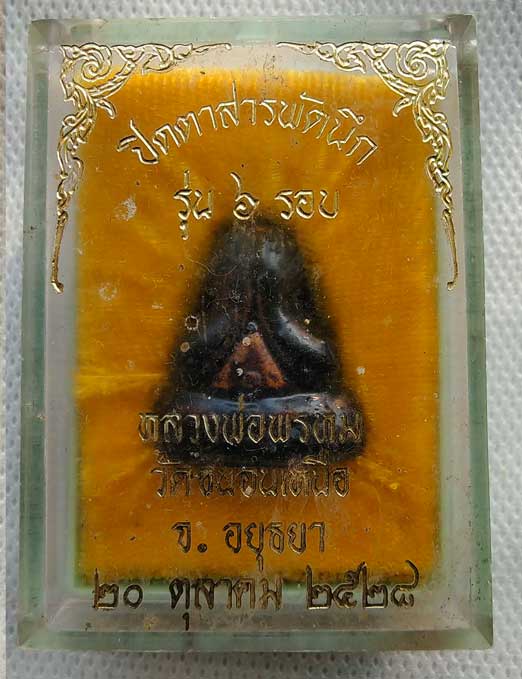 ปิดตาสารพัดนึก
รุ่น ๖ รอบ
หลวงพ่อพรหม
วัดขนอนเหนือ
จ. อยุธยา
๒๐ ตุลาคม ๒๕๒๘